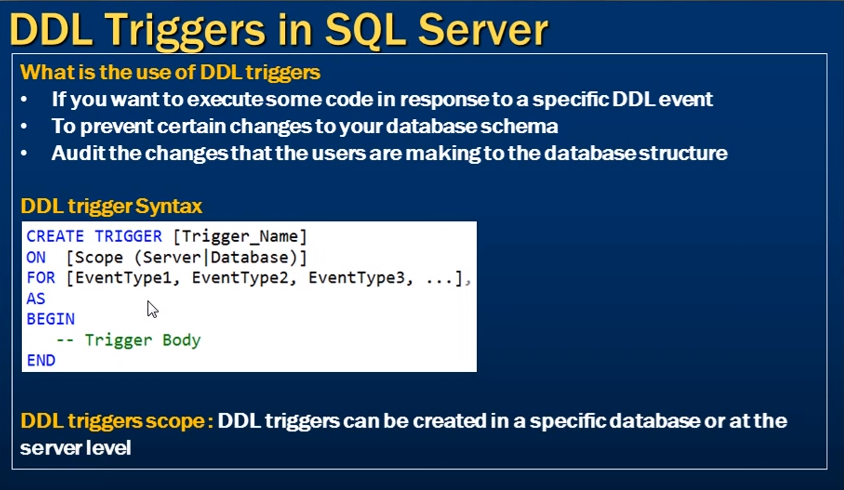 DDL Triggers in SQL Server
What is the use of DDL triggers
• If you want to execute some code in response to a specific DDL event
• To prevent certain changes to your database schema
• Audit the changes that the users are making to the database structure
DDL trigger Syntax
CREATE TRIGGER [Trigger_Name]
ON [Scope (Server|Database)]
FOR [EventType1, EventType2, EventType3, ...],
AS
BEGIN
-- Trigger Body
END
DDL triggers scope : DDL triggers can be created in a specific database or at the
server level